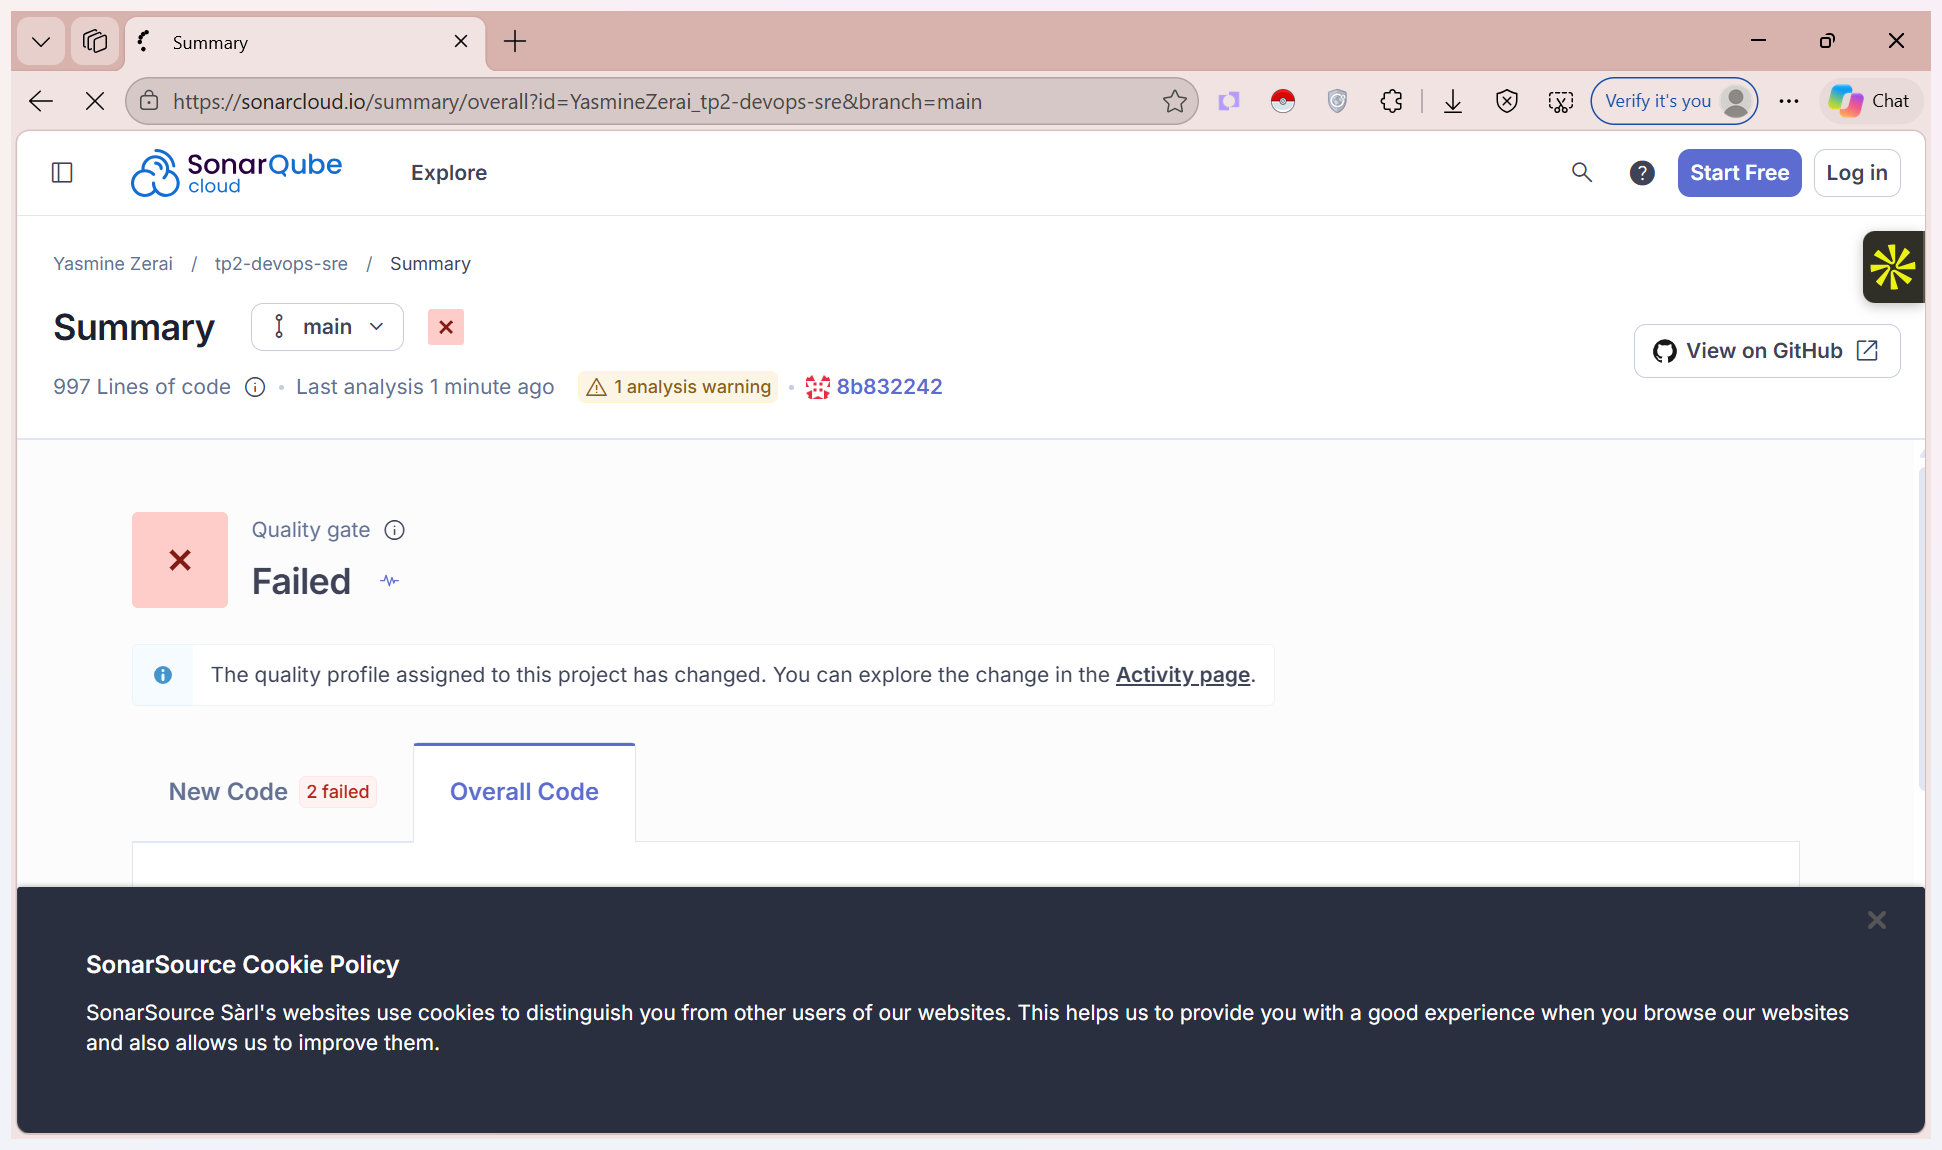 Summary
https://sonarcloud.io/summary/overall?id=YasmineZerai_tp2-devops-sre&branch=main
Verify it's you
Chat
SonarQube
cloud
Explore
?
Start Free
Log in
Yasmine Zerai / tp2-devops-sre / Summary
Summary
main
View on GitHub
997 Lines of code
Last analysis 1 minute ago
1 analysis warning
8b832242
Quality gate
Failed
The quality profile assigned to this project has changed. You can explore the change in the Activity page.
New Code
2 failed
Overall Code
SonarSource Cookie Policy
SonarSource Sàrl's websites use cookies to distinguish you from other users of our websites. This helps us to provide you with a good experience when you browse our websites
and also allows us to improve them.